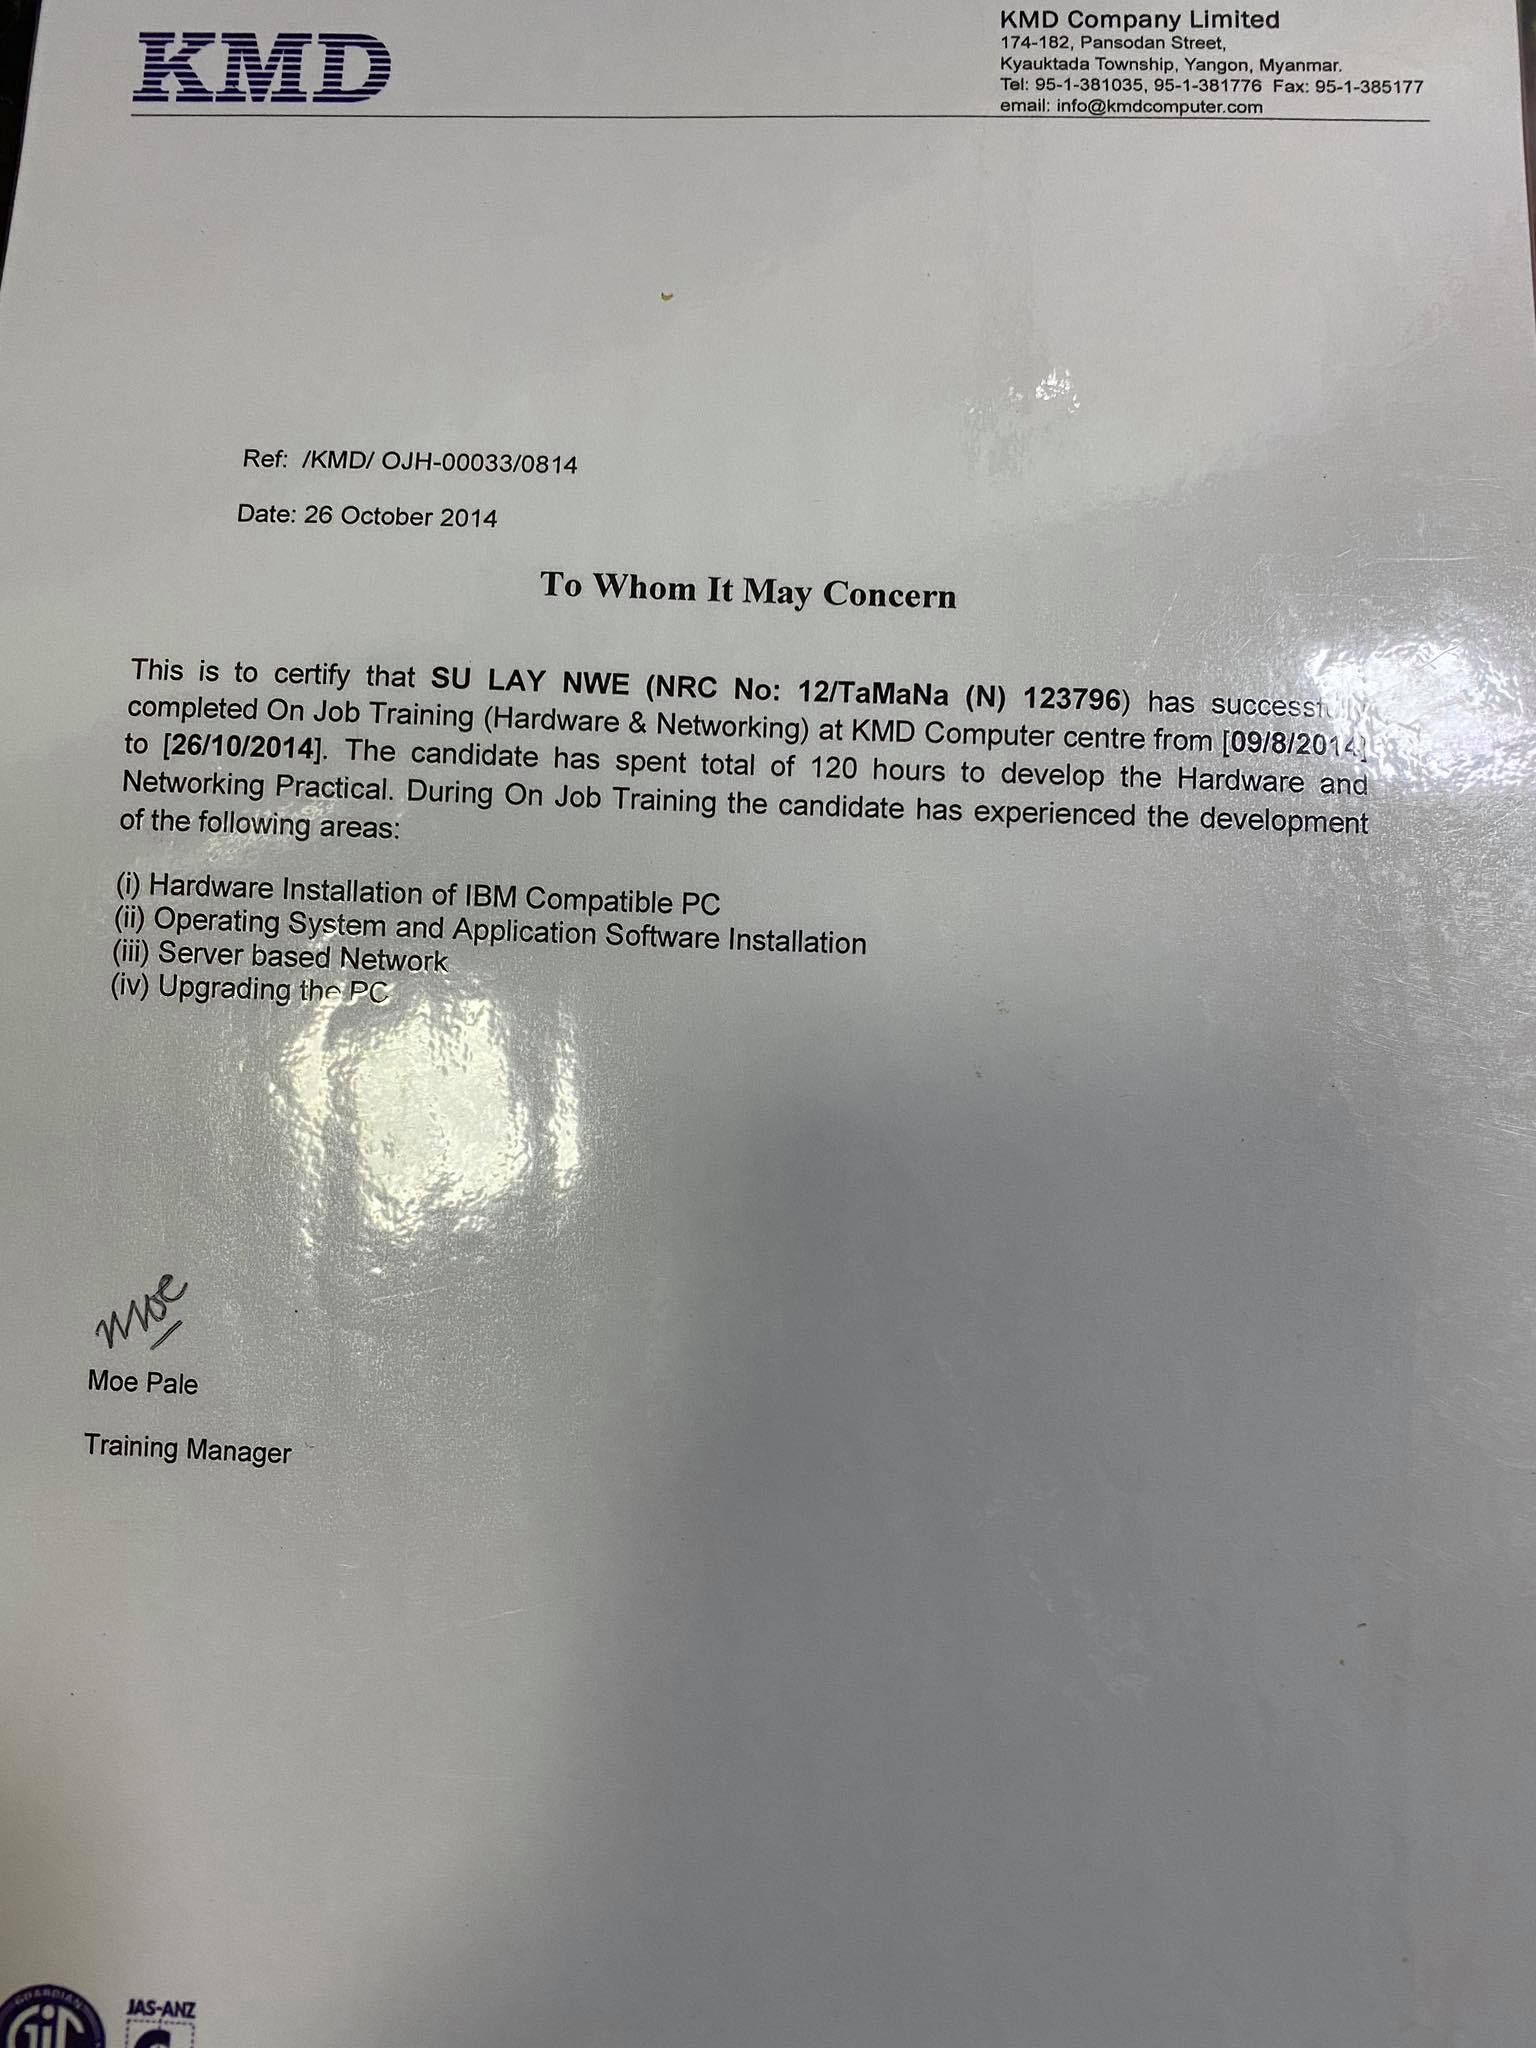 KMD
KMD Company Limited
174-182, Pansodan Street,
Kyauktada Township, Yangon, Myanmar.
Tel: 95-1-381035, 95-1-381776 Fax: 95-1-385177
email: info@kmdcomputer.com
Ref: /KMD/ OJH-00033/0814
Date: 26 October 2014
To Whom It May Concern
This is to certify that SU LAY NWE (NRC No: 12/TaMaNa (N) 123796) has successfully
completed On Job Training (Hardware & Networking) at KMD Computer centre from [09/8/2014]
to [26/10/2014]. The candidate has spent total of 120 hours to develop the Hardware and
Networking Practical. During On Job Training the candidate has experienced the development
of the following areas:
(i) Hardware Installation of IBM Compatible PC
(ii) Operating System and Application Software Installation
(iii) Server based Network
(iv) Upgrading the PC
Moe
Moe Pale
Training Manager
GUARDIAN
JAS-ANZ